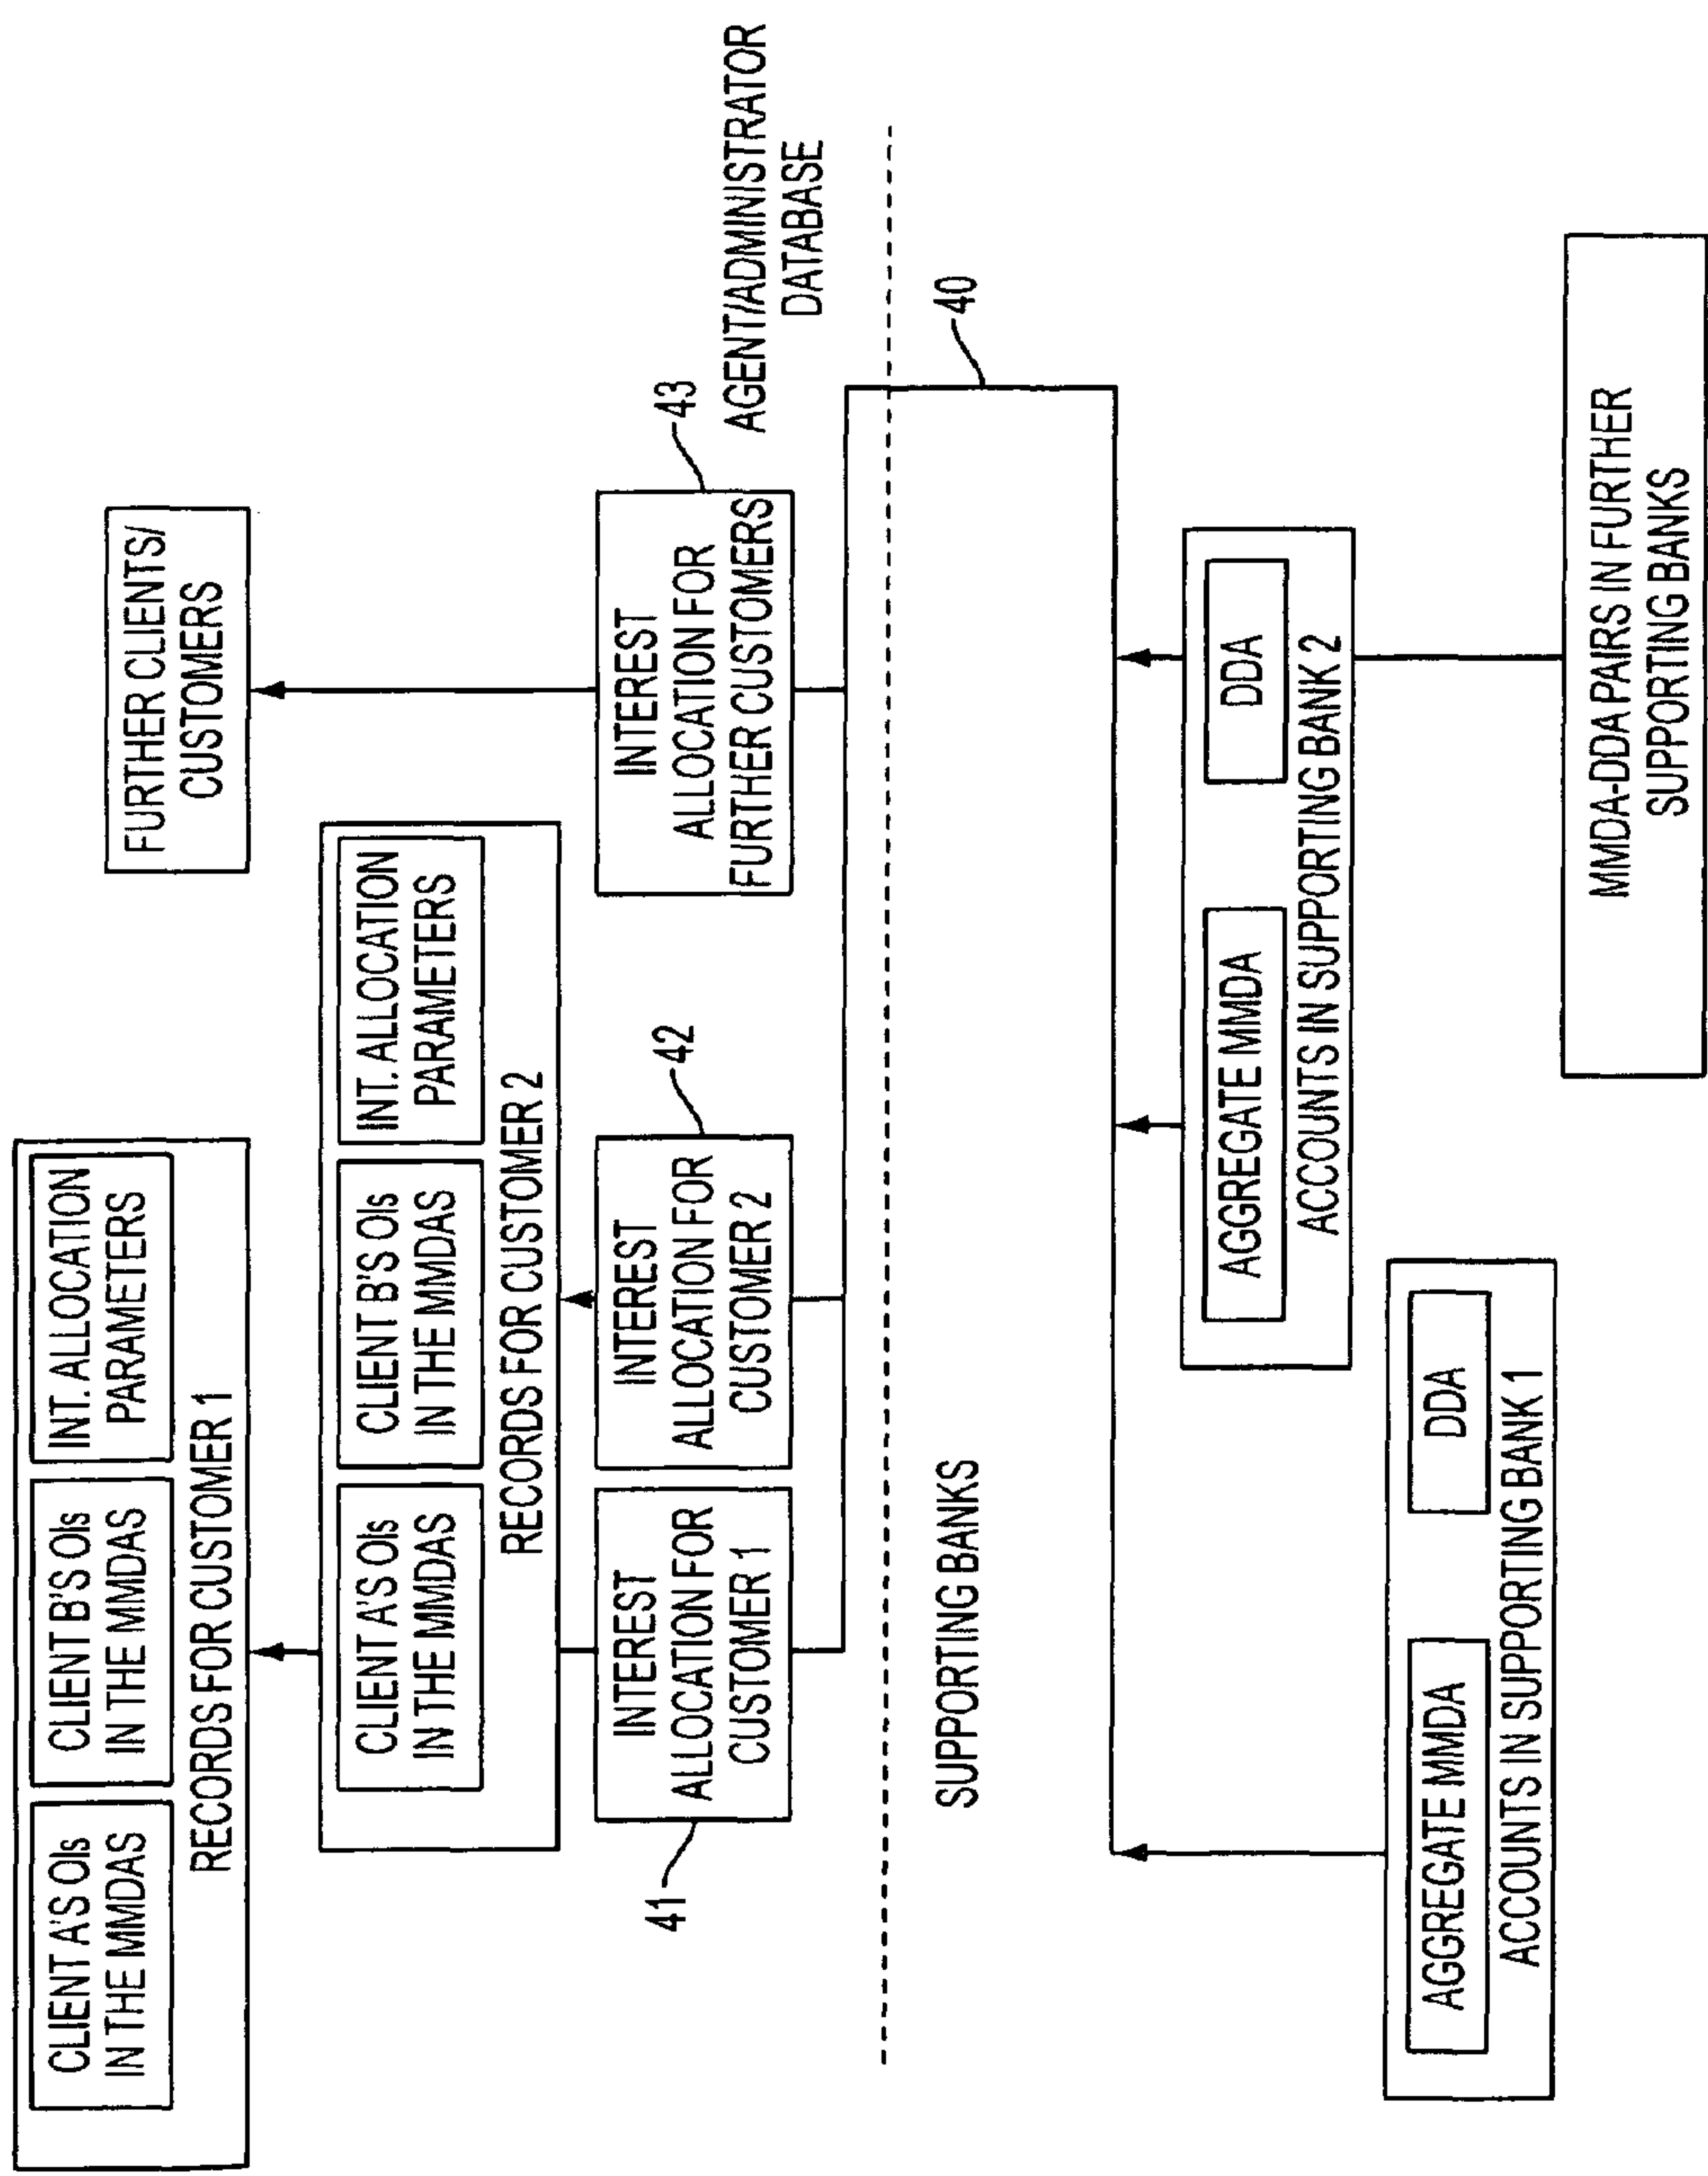 CLIENT A'S OIs
IN THE MMDAS
CLIENT B'S OIs
IN THE MMDAS
INT. ALLOCATION
PARAMETERS
RECORDS FOR CUSTOMER 1
FURTHER CLIENTS/
CUSTOMERS
CLIENT A'S OIs
IN THE MMDAS
CLIENT B'S OIs
IN THE MMDAS
INT. ALLOCATION
PARAMETERS
RECORDS FOR CUSTOMER 2
41
INTEREST
ALLOCATION FOR
CUSTOMER 1
42
INTEREST
ALLOCATION FOR
CUSTOMER 2
43
INTEREST
ALLOCATION FOR
FURTHER CUSTOMERS
AGENT/ADMINISTRATOR
DATABASE
SUPPORTING BANKS
40
AGGREGATE MMDA
DDA
ACCOUNTS IN SUPPORTING BANK 2
AGGREGATE MMDA
DDA
ACCOUNTS IN SUPPORTING BANK 1
MMDA-DDA PAIRS IN FURTHER
SUPPORTING BANKS